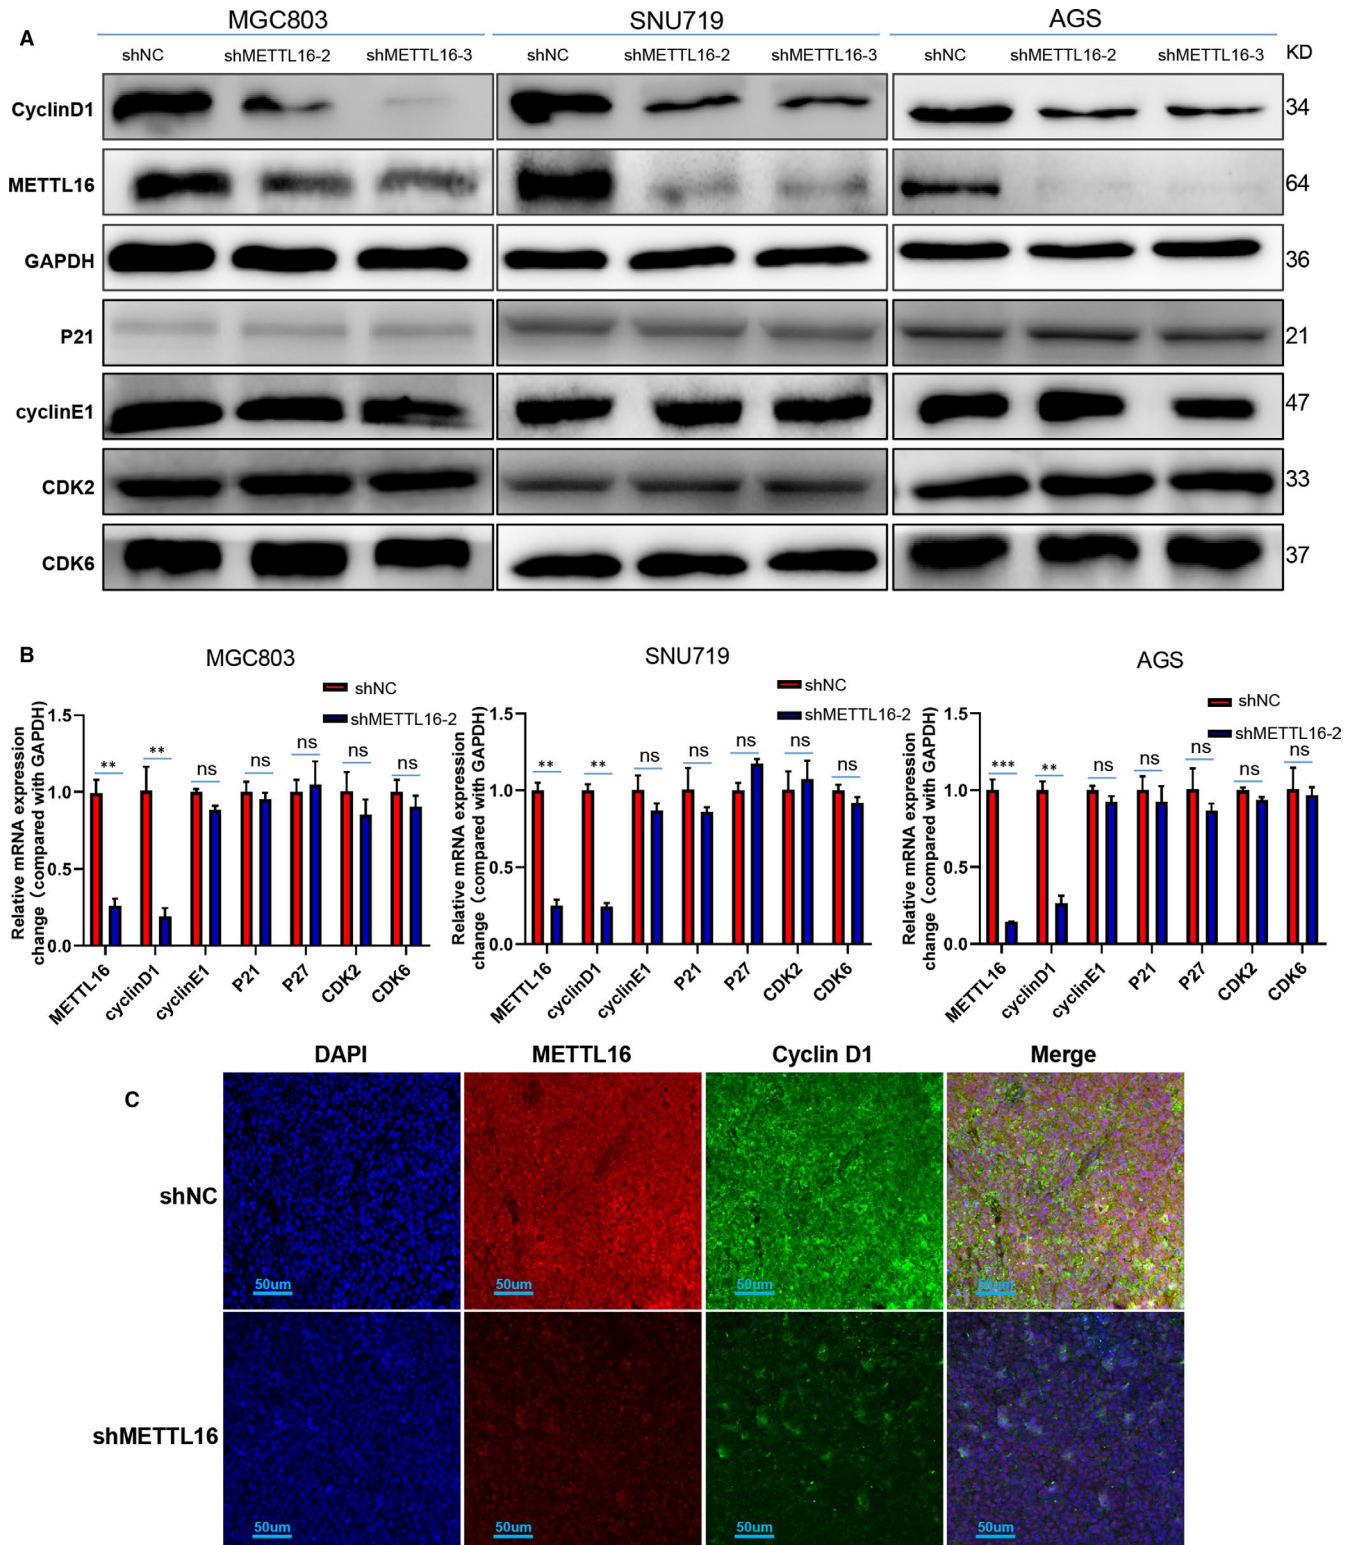 A
MGC803 SNU719 AGS
shNC shMETTL16-2 shMETTL16-3 shNC shMETTL16-2 shMETTL16-3 shNC shMETTL16-2 shMETTL16-3 KD
CyclinD1 34
METTL16 64
GAPDH 36
P21 21
cyclinE1 47
CDK2 33
CDK6 37
B
MGC803
Relative mRNA expression
change (compared with GAPDH)
shNC
shMETTL16-2
1.5
1.0
0.5
0.0
** ** ns ns ns ns ns
METTL16 cyclinD1 cyclinE1 P21 P27 CDK2 CDK6
SNU719
Relative mRNA expression
change (compared with GAPDH)
shNC
shMETTL16-2
1.5
1.0
0.5
0.0
** ** ns ns ns ns ns
METTL16 cyclinD1 cyclinE1 P21 P27 CDK2 CDK6
AGS
Relative mRNA expression
change (compared with GAPDH)
shNC
shMETTL16-2
1.5
1.0
0.5
0.0
*** ** ns ns ns ns ns
METTL16 cyclinD1 cyclinE1 P21 P27 CDK2 CDK6
C
DAPI METTL16 Cyclin D1 Merge
shNC
50um 50um 50um 50um
shMETTL16
50um 50um 50um 50um